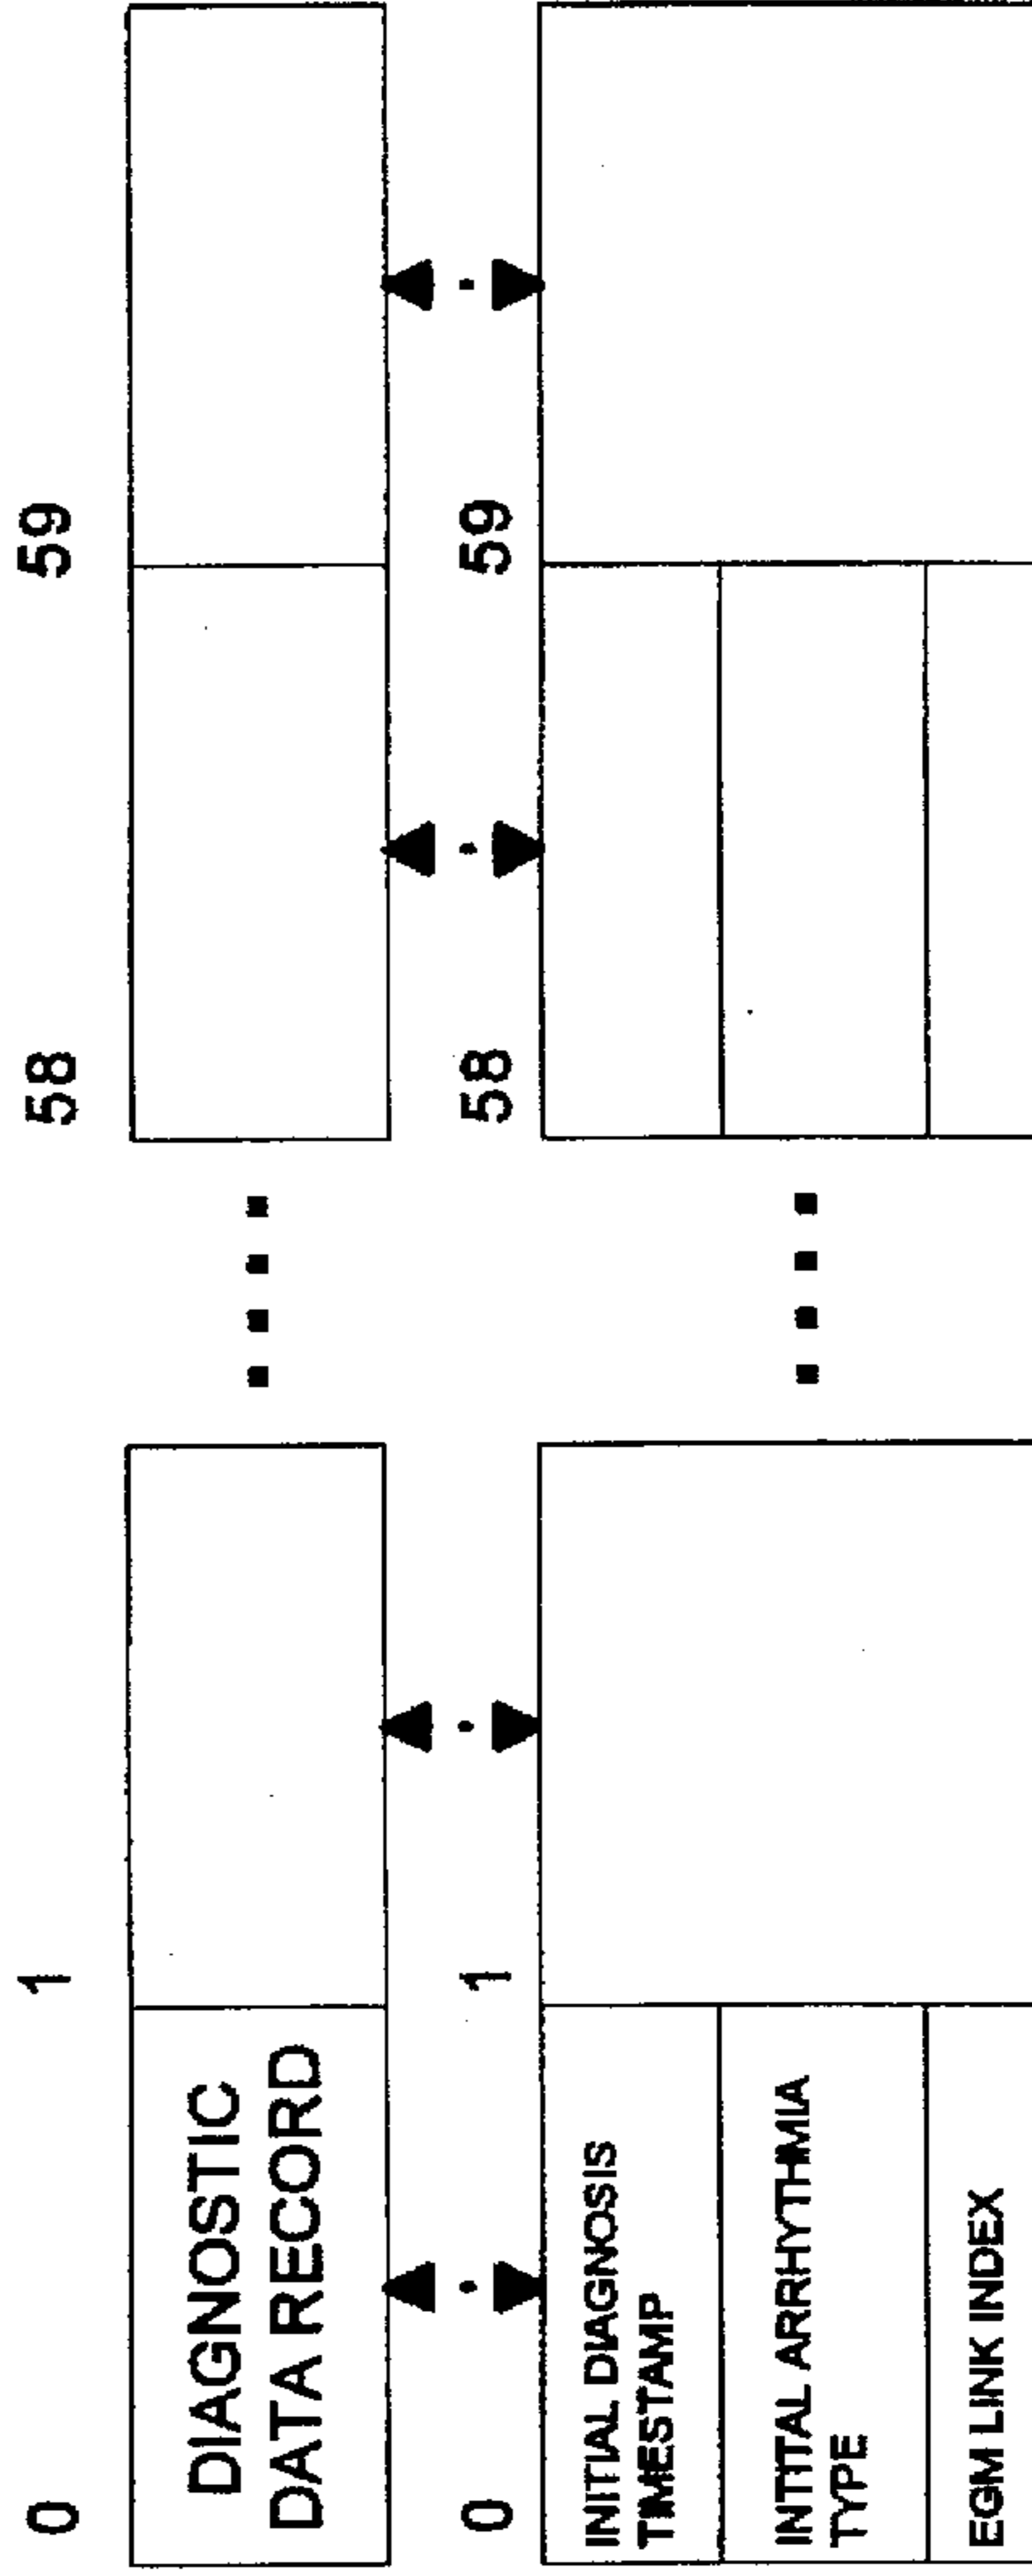 0 1 58 59
DIAGNOSTIC
DATA RECORD
0 1 58 59
INITIAL DIAGNOSIS
TIMESTAMP
INTITAL ARRHYTHMIA
TYPE
EGM LINK INDEX